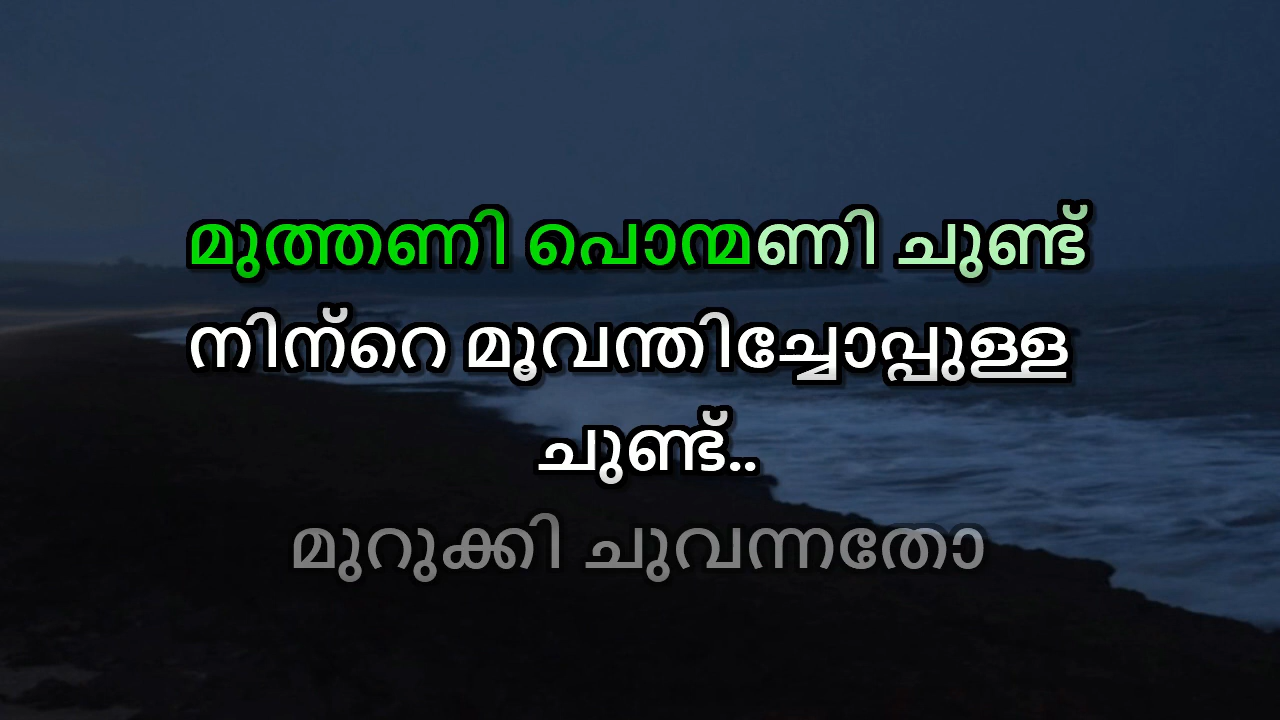 മുത്തണി പൊന്മണി ചുണ്ട്
നിന്റെ മൂവന്തിച്ചോപ്പുള്ള
ചുണ്ട്..
മുറുക്കി ചുവന്നതോ